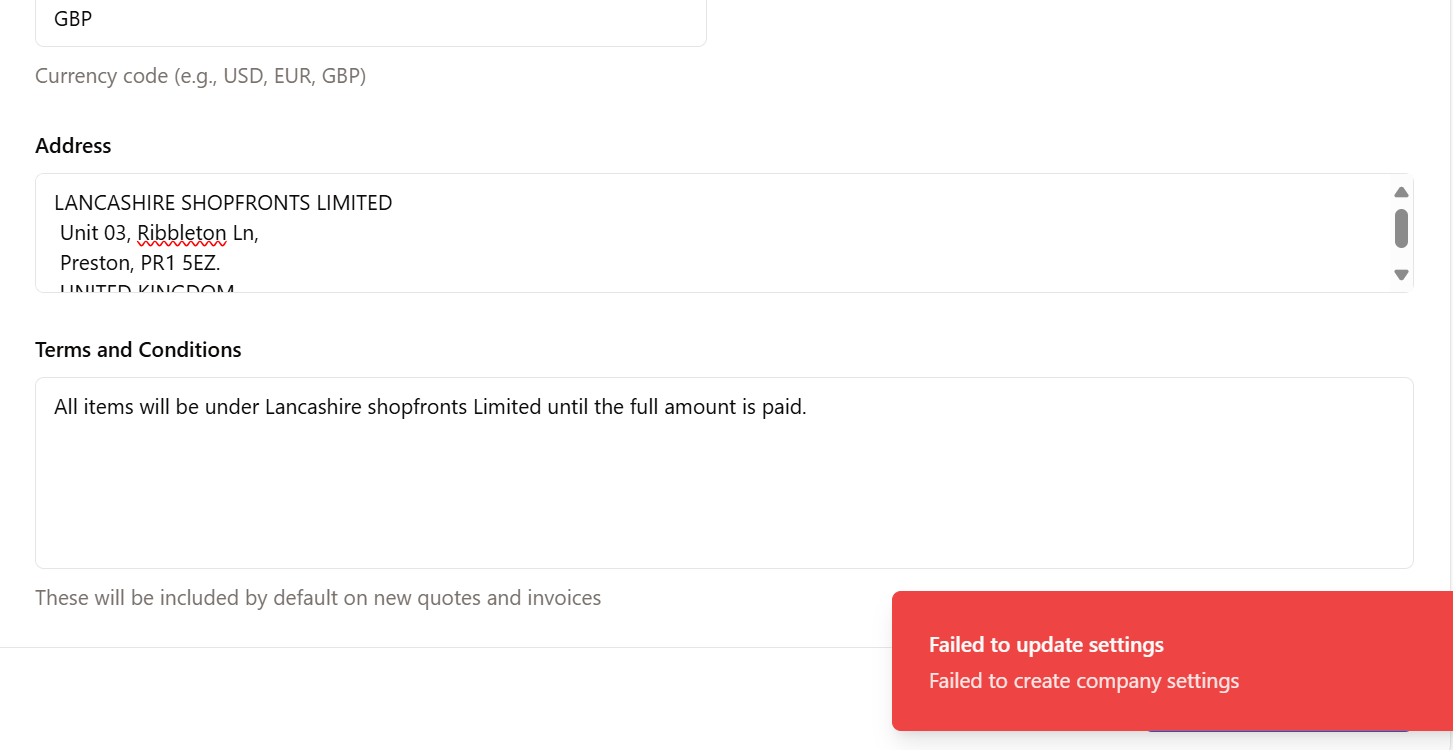 GBP
Currency code (e.g., USD, EUR, GBP)
Address
LANCASHIRE SHOPFRONTS LIMITED
Unit 03, Ribbleton Ln,
Preston, PR1 5EZ.
UNITED KINGDOM
Terms and Conditions
All items will be under Lancashire shopfronts Limited until the full amount is paid.
These will be included by default on new quotes and invoices
Failed to update settings
Failed to create company settings